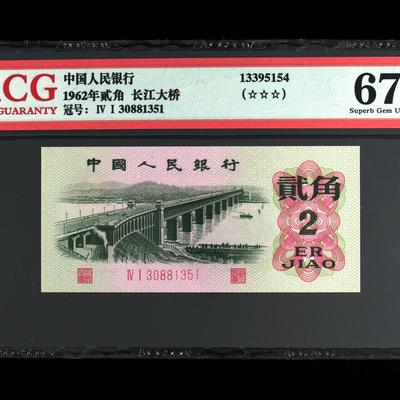 ACG
GUARANTY
中国人民银行
1962年贰角 长江大桥
冠号: Ⅳ Ⅰ 30881351
13395154
(☆☆☆)
67
Superb Gem U
中國人民銀行
貳角
2
ER
JIAO
Ⅳ Ⅰ 30881351